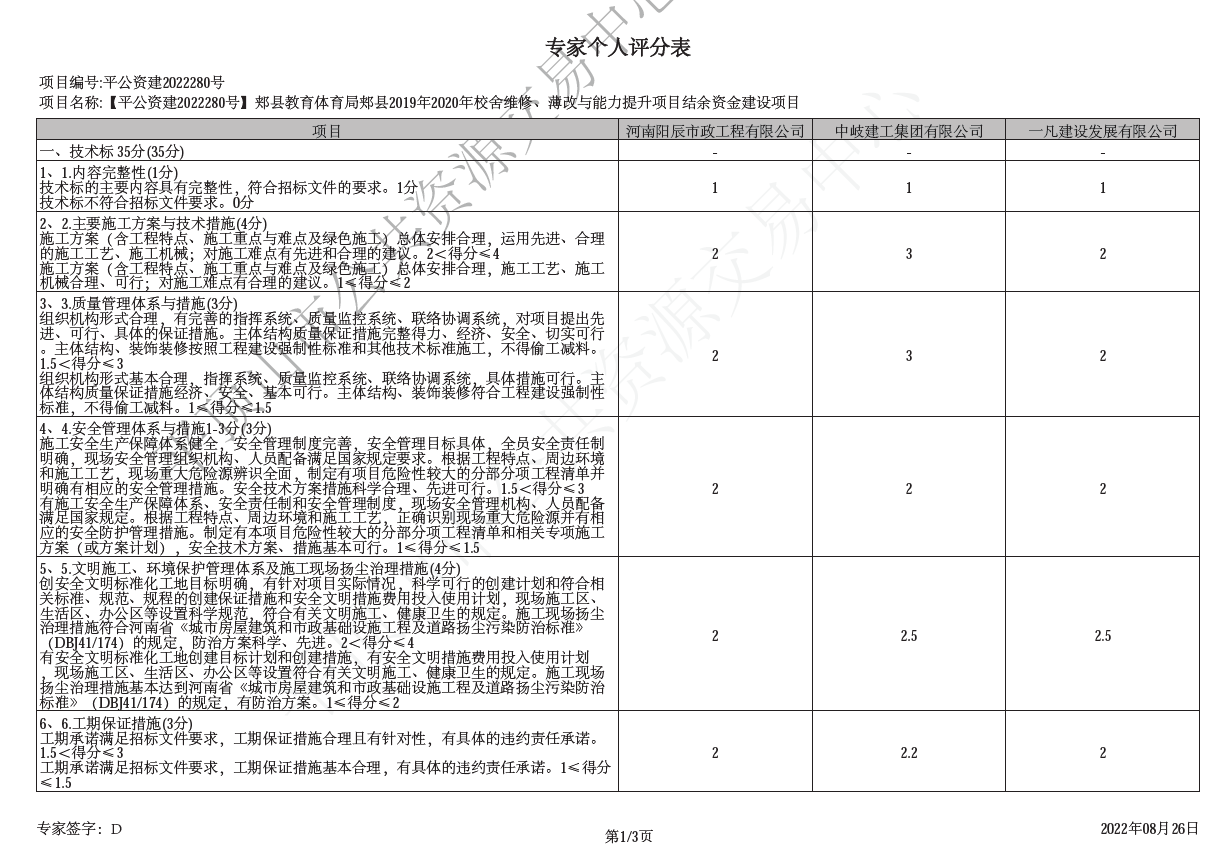 专家个人评分表
项目编号:平公资建2022280号
项目名称:【平公资建2022280号】郏县教育体育局郏县2019年2020年校舍维修、薄改与能力提升项目结余资金建设项目
项目 河南阳辰市政工程有限公司 中岐建工集团有限公司 一凡建设发展有限公司
一、技术标 35分(35分) - - -
1、1.内容完整性(1分)
技术标的主要内容具有完整性，符合招标文件的要求。1分
技术标不符合招标文件要求。0分
1 1 1
2、2.主要施工方案与技术措施(4分)
施工方案（含工程特点、施工重点与难点及绿色施工）总体安排合理，运用先进、合理
的施工工艺、施工机械；对施工难点有先进和合理的建议。2＜得分≤4
施工方案（含工程特点、施工重点与难点及绿色施工）总体安排合理，施工工艺、施工
机械合理、可行；对施工难点有合理的建议。1≤得分≤2
2 3 2
3、3.质量管理体系与措施(3分)
组织机构形式合理，有完善的指挥系统、质量监控系统、联络协调系统，对项目提出先
进、可行、具体的保证措施。主体结构质量保证措施完整得力、经济、安全、切实可行
。主体结构、装饰装修按照工程建设强制性标准和其他技术标准施工，不得偷工减料。
1.5＜得分≤3
组织机构形式基本合理，指挥系统、质量监控系统、联络协调系统，具体措施可行。主
体结构质量保证措施经济、安全、基本可行。主体结构、装饰装修符合工程建设强制性
标准，不得偷工减料。1≤得分≤1.5
2 3 2
4、4.安全管理体系与措施1-3分(3分)
施工安全生产保障体系健全，安全管理制度完善，安全管理目标具体，全员安全责任制
明确，现场安全管理组织机构、人员配备满足国家规定要求。根据工程特点、周边环境
和施工工艺，现场重大危险源辨识全面，制定有项目危险性较大的分部分项工程清单并
明确有相应的安全管理措施。安全技术方案措施科学合理、先进可行。1.5＜得分≤3
有施工安全生产保障体系、安全责任制和安全管理制度，现场安全管理机构、人员配备
满足国家规定。根据工程特点、周边环境和施工工艺，正确识别现场重大危险源并有相
应的安全防护管理措施。制定有本项目危险性较大的分部分项工程清单和相关专项施工
方案（或方案计划），安全技术方案、措施基本可行。1≤得分≤1.5
2 2 2
5、5.文明施工、环境保护管理体系及施工现场扬尘治理措施(4分)
创安全文明标准化工地目标明确，有针对项目实际情况，科学可行的创建计划和符合相
关标准、规范、规程的创建保证措施和安全文明措施费用投入使用计划，现场施工区、
生活区、办公区等设置科学规范，符合有关文明施工、健康卫生的规定。施工现场扬尘
治理措施符合河南省《城市房屋建筑和市政基础设施工程及道路扬尘污染防治标准》
（DBJ41/174）的规定，防治方案科学、先进。2＜得分≤4
有安全文明标准化工地创建目标计划和创建措施，有安全文明措施费用投入使用计划
，现场施工区、生活区、办公区等设置符合有关文明施工、健康卫生的规定。施工现场
扬尘治理措施基本达到河南省《城市房屋建筑和市政基础设施工程及道路扬尘污染防治
标准》（DBJ41/174）的规定，有防治方案。1≤得分≤2
2 2.5 2.5
6、6.工期保证措施(3分)
工期承诺满足招标文件要求，工期保证措施合理且有针对性，有具体的违约责任承诺。
1.5＜得分≤3
工期承诺满足招标文件要求，工期保证措施基本合理，有具体的违约责任承诺。1≤得分
≤1.5
2 2.2 2
专家签字：D
第1/3页
2022年08月26日